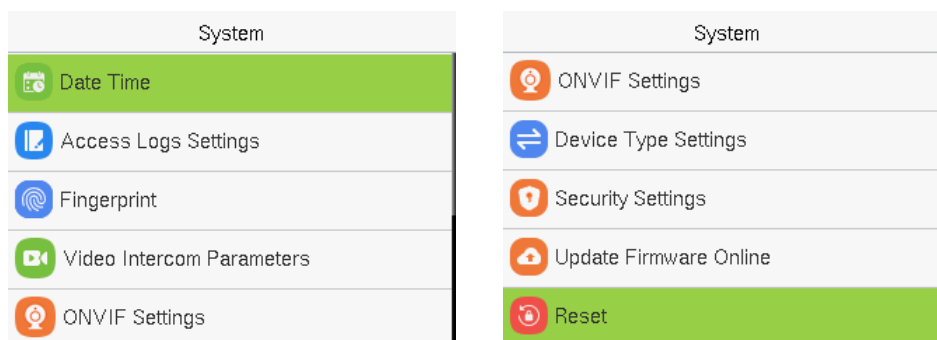 System
Date Time
Access Logs Settings
Fingerprint
Video Intercom Parameters
ONVIF Settings
System
ONVIF Settings
Device Type Settings
Security Settings
Update Firmware Online
Reset